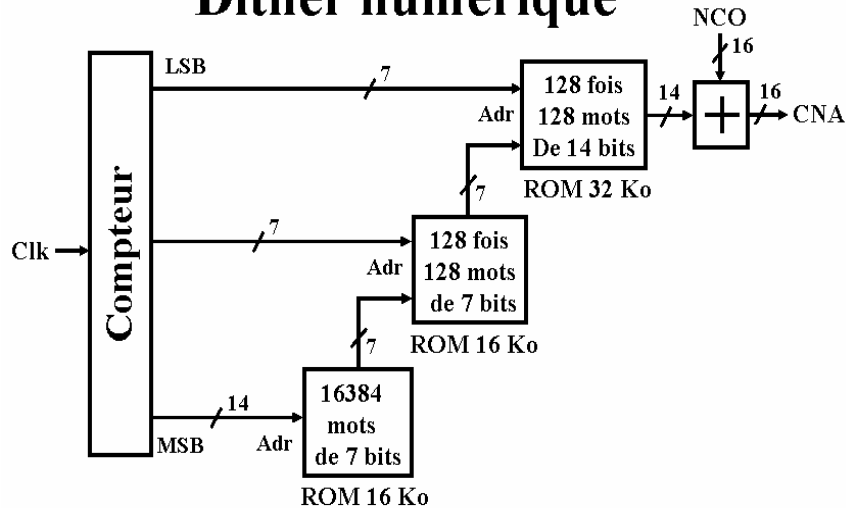 Dither numérique
NCO
16
LSB
7
128 fois
128 mots
De 14 bits
Adr
14
+
16
CNA
ROM 32 Ko
7
Compteur
Clk
7
128 fois
128 mots
de 7 bits
Adr
ROM 16 Ko
7
14
MSB
Adr
16384
mots
de 7 bits
ROM 16 Ko